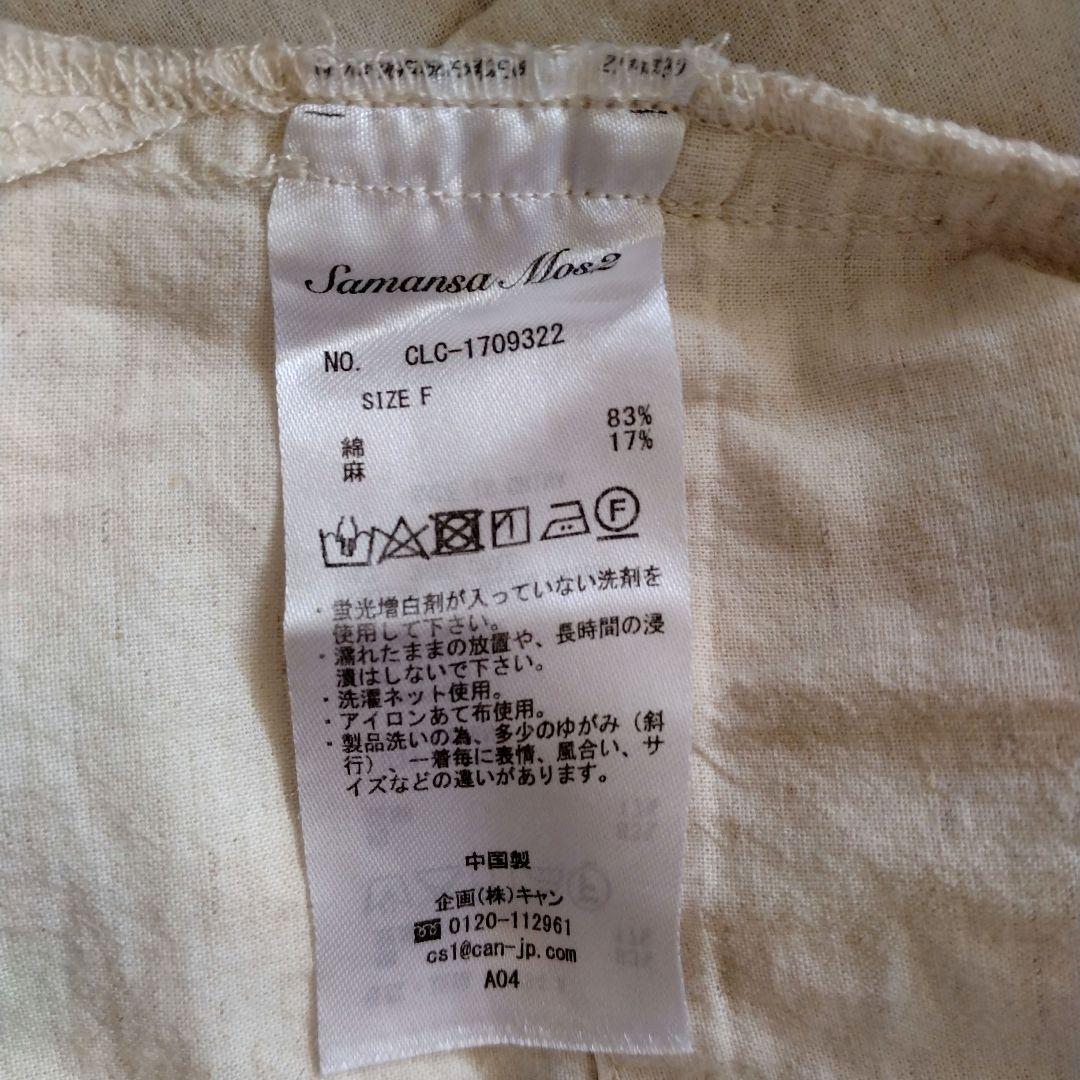 Samansa Mos2
NO. CLC-1709322
SIZE F
綿 83%
麻 17%
F
・蛍光増白剤が入っていない洗剤を
使用して下さい。
・濡れたままの放置や、長時間の浸
漬はしないで下さい。
・洗濯ネット使用。
・アイロンあて布使用。
・製品洗いの為、多少のゆがみ（斜
行）、一着毎に表情、風合い、サ
イズなどの違いがあります。
中国製
企画(株)キャン
0120-112961
cs1@can-jp.com
A04